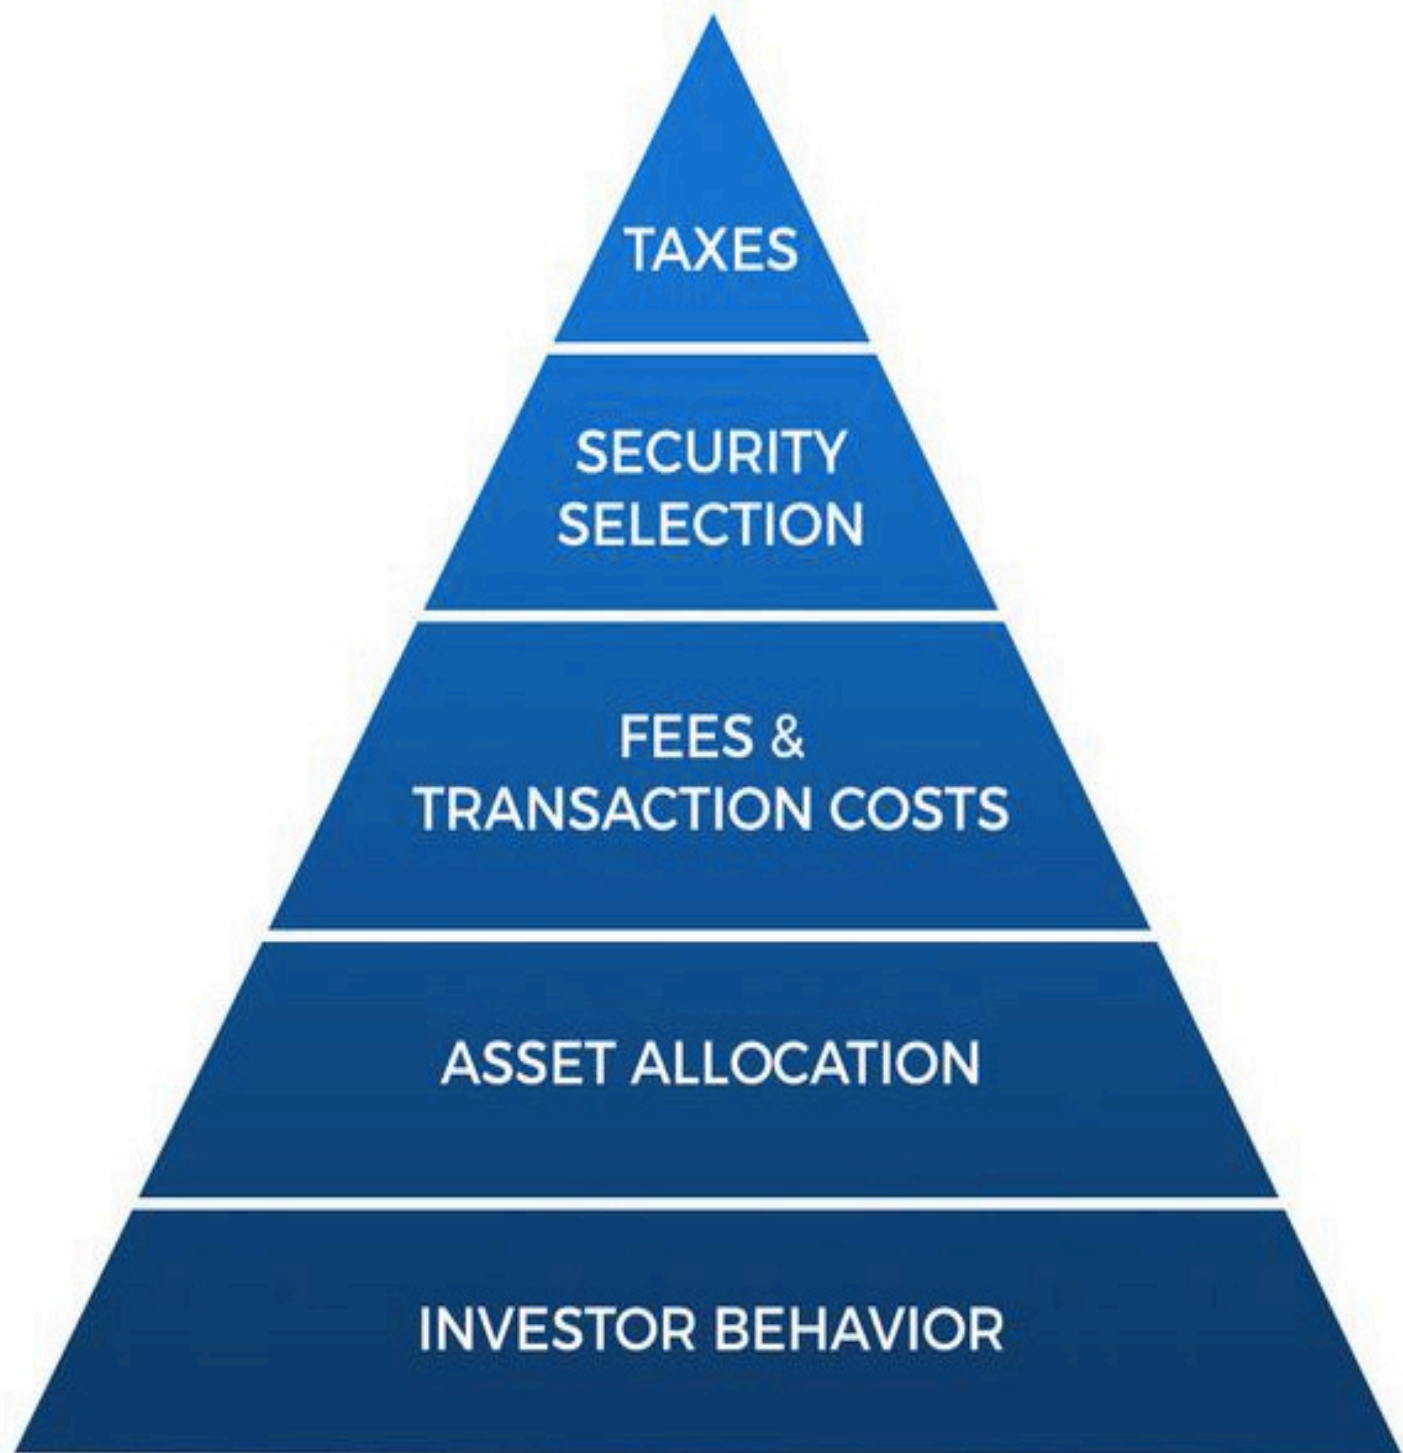 TAXES
SECURITY
SELECTION
FEES &
TRANSACTION COSTS
ASSET ALLOCATION
INVESTOR BEHAVIOR